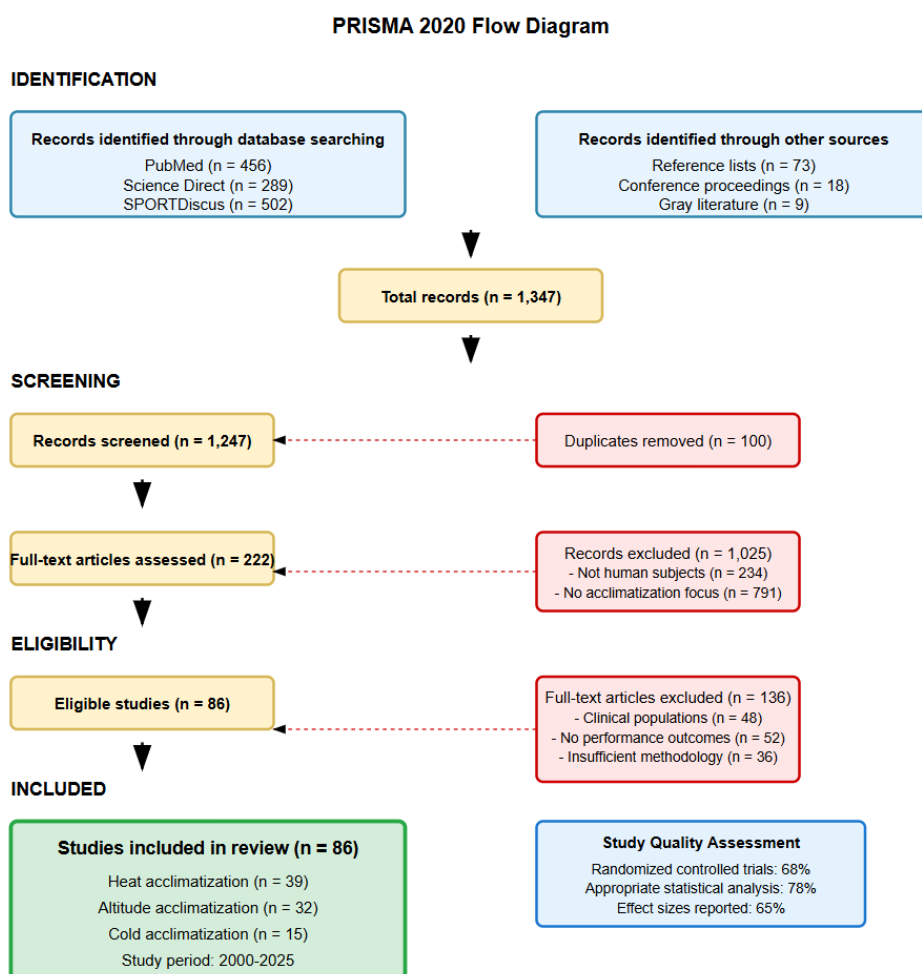 PRISMA 2020 Flow Diagram
IDENTIFICATION
Records identified through database searching
PubMed (n = 456)
Science Direct (n = 289)
SPORTDiscus (n = 502)
Records identified through other sources
Reference lists (n = 73)
Conference proceedings (n = 18)
Gray literature (n = 9)
Total records (n = 1,347)
SCREENING
Records screened (n = 1,247)
Duplicates removed (n = 100)
Full-text articles assessed (n = 222)
Records excluded (n = 1,025)
- Not human subjects (n = 234)
- No acclimatization focus (n = 791)
ELIGIBILITY
Eligible studies (n = 86)
Full-text articles excluded (n = 136)
- Clinical populations (n = 48)
- No performance outcomes (n = 52)
- Insufficient methodology (n = 36)
INCLUDED
Studies included in review (n = 86)
Heat acclimatization (n = 39)
Altitude acclimatization (n = 32)
Cold acclimatization (n = 15)
Study period: 2000-2025
Study Quality Assessment
Randomized controlled trials: 68%
Appropriate statistical analysis: 78%
Effect sizes reported: 65%